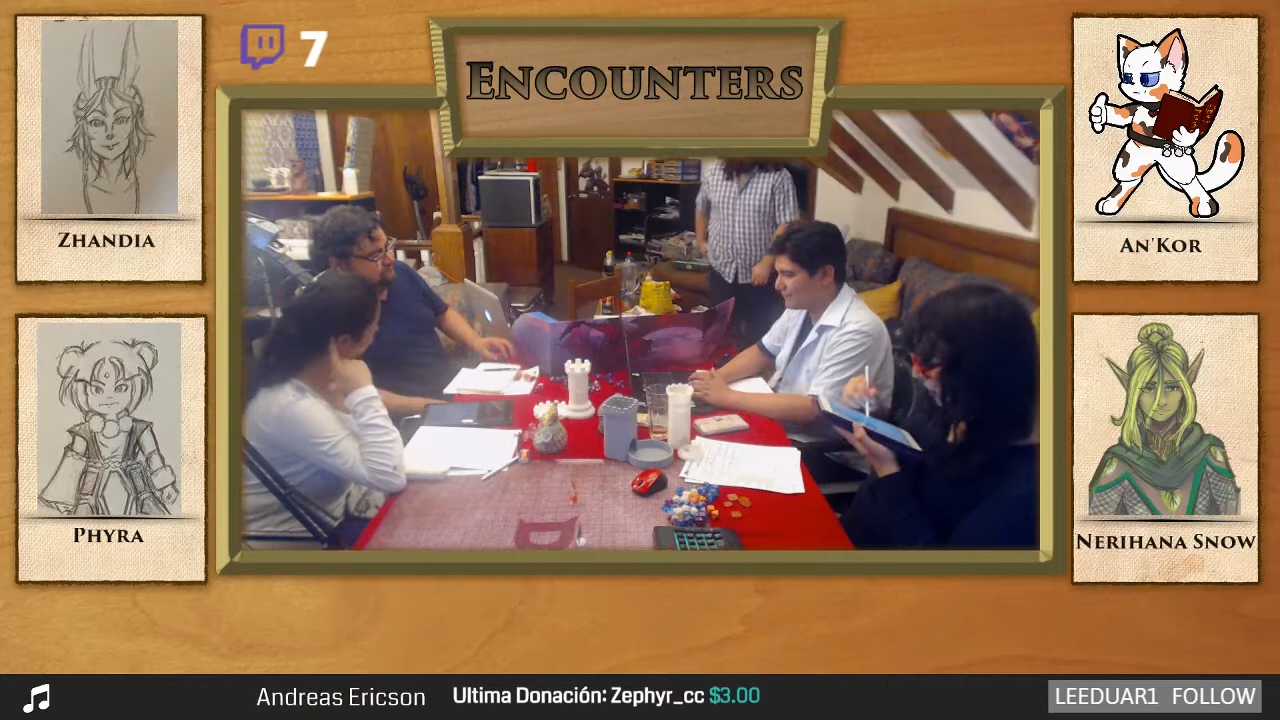 7
ENCOUNTERS
ZHANDIA
AN'KOR
PHYRA
NERIHANA SNOW
Andreas Ericson
Ultima Donación: Zephyr_cc $3.00
LEEDUAR1 FOLLOW